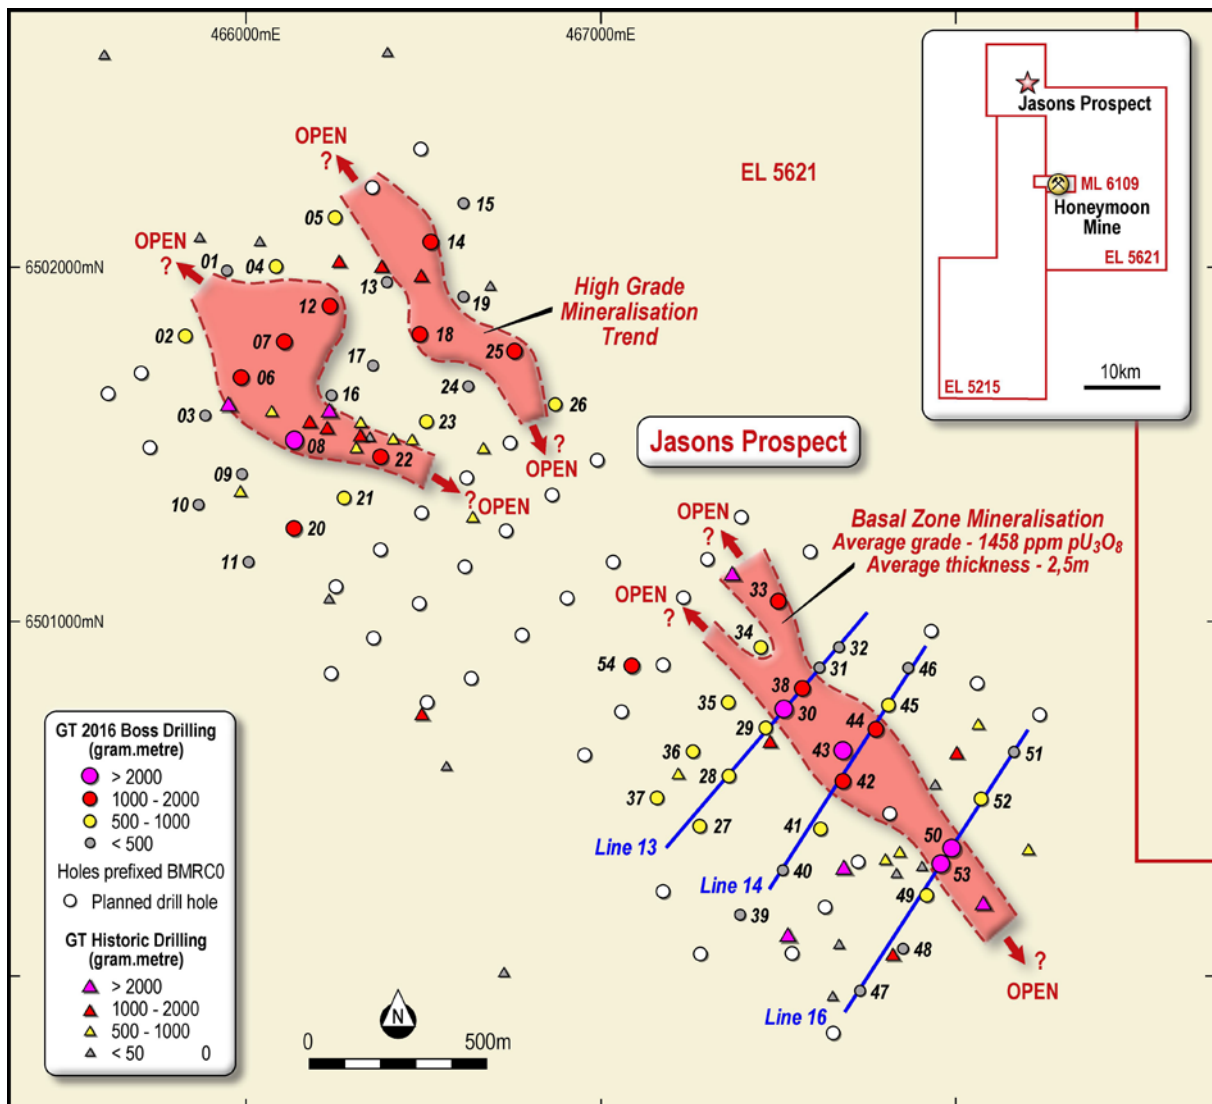 466000mE
467000mE
Jasons Prospect
ML 6109
Honeymoon
Mine
EL 5621
EL 5215
10km
EL 5621
OPEN
?
15
05
14
OPEN
?
01
04
13
19
High Grade
Mineralisation
Trend
6502000mN
12
02
07
18
25
17
06
24
16
26
03
23
08
22
?
OPEN
?
OPEN
09
10
21
20
11
Jasons Prospect
OPEN
?
Basal Zone Mineralisation
Average grade - 1458 ppm pU₃O₈
Average thickness - 2,5m
33
OPEN
?
6501000mN
34
32
31
46
54
38
35
30
45
44
29
43
36
51
28
42
52
37
41
27
50
Line 13
53
40
Line 14
49
39
48
?
OPEN
47
Line 16
GT 2016 Boss Drilling
(gram.metre)
> 2000
1000 - 2000
500 - 1000
< 500
Holes prefixed BMRC0
Planned drill hole
GT Historic Drilling
(gram.metre)
> 2000
1000 - 2000
500 - 1000
< 50 0
N
0 500m